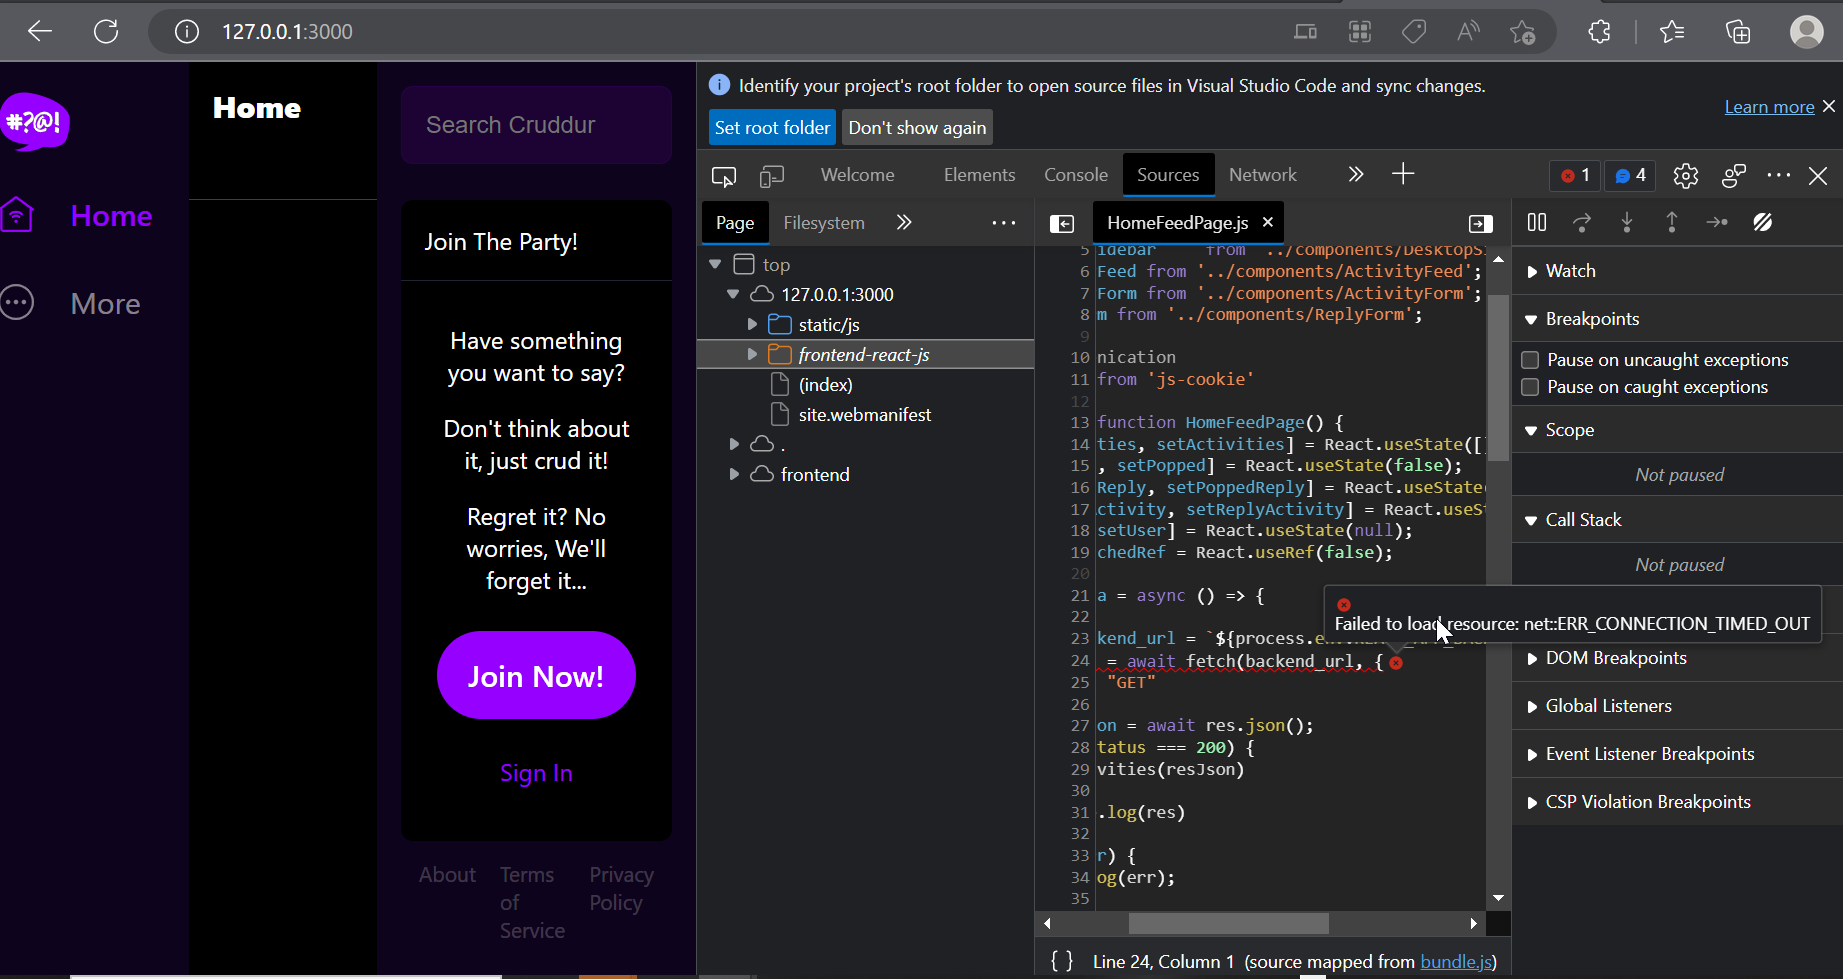 127.0.0.1:3000
#?@!
Home
More
Home
Search Cruddur
Join The Party!
Have something
you want to say?
Don't think about
it, just crud it!
Regret it? No
worries, We'll
forget it...
Join Now!
Sign In
About
Terms
of
Service
Privacy
Policy
Identify your project's root folder to open source files in Visual Studio Code and sync changes.
Learn more
Set root folder
Don't show again
Welcome
Elements
Console
Sources
Network
1
4
Page
Filesystem
top
127.0.0.1:3000
static/js
frontend-react-js
(index)
site.webmanifest
.
frontend
HomeFeedPage.js
5 idebar from '../components/DesktopS
6 Feed from '../components/ActivityFeed';
7 Form from '../components/ActivityForm';
8 m from '../components/ReplyForm';
9
10 nication
11 from 'js-cookie'
12
13 function HomeFeedPage() {
14 ties, setActivities] = React.useState([]
15 , setPopped] = React.useState(false);
16 Reply, setPoppedReply] = React.useState(
17 ctivity, setReplyActivity] = React.useSt
18 setUser] = React.useState(null);
19 chedRef = React.useRef(false);
20
21 a = async () => {
22
23 kend_url = `${process.en
24 = await fetch(backend_url, {
25 "GET"
26
27 on = await res.json();
28 tatus === 200) {
29 vities(resJson)
30
31 .log(res)
32
33 r) {
34 og(err);
35
Failed to load resource: net::ERR_CONNECTION_TIMED_OUT
{ } Line 24, Column 1 (source mapped from bundle.js)
Watch
Breakpoints
Pause on uncaught exceptions
Pause on caught exceptions
Scope
Not paused
Call Stack
Not paused
DOM Breakpoints
Global Listeners
Event Listener Breakpoints
CSP Violation Breakpoints